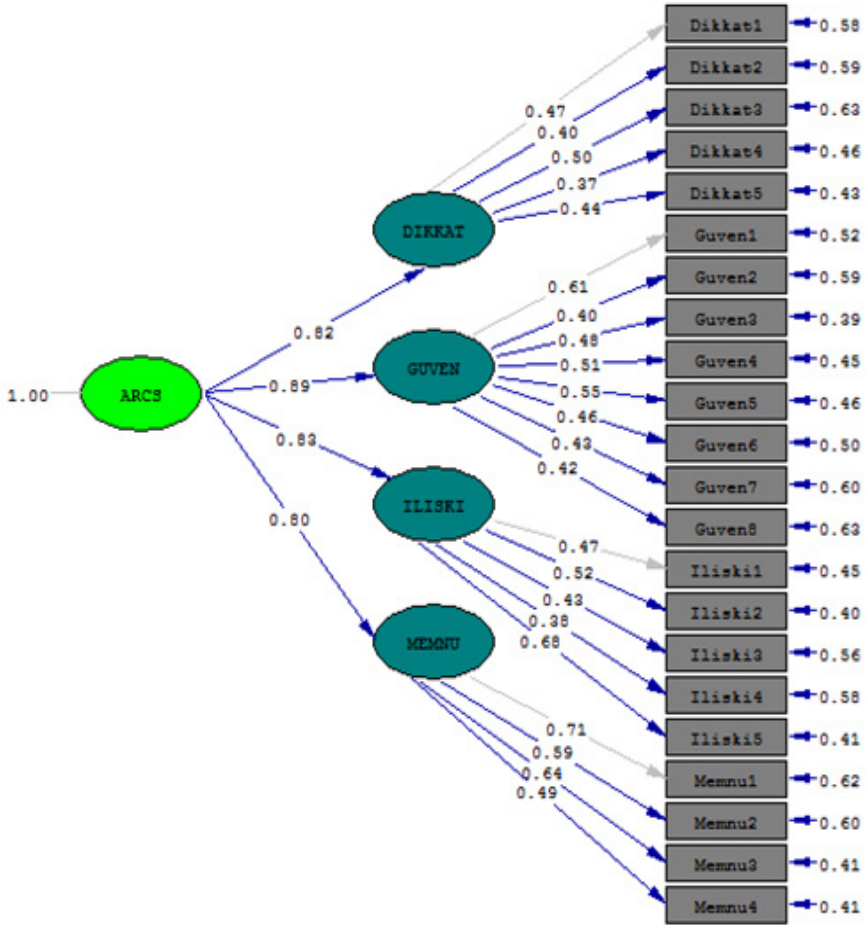 Dikkat1 0.58
Dikkat2 0.59
Dikkat3 0.63
Dikkat4 0.46
Dikkat5 0.43
Guven1 0.52
Guven2 0.59
Guven3 0.39
Guven4 0.45
Guven5 0.46
Guven6 0.50
Guven7 0.60
Guven8 0.63
Iliski1 0.45
Iliski2 0.40
Iliski3 0.56
Iliski4 0.58
Iliski5 0.41
Memnu1 0.62
Memnu2 0.60
Memnu3 0.41
Memnu4 0.41
0.47
0.40
0.50
0.37
0.44
DIKKAT
0.61
0.40
0.48
0.51
0.55
0.46
0.43
0.42
GUVEN
0.47
0.52
0.43
0.38
0.68
ILISKI
0.71
0.59
0.64
0.49
MEMNU
0.82
0.89
0.83
0.80
1.00
ARCS